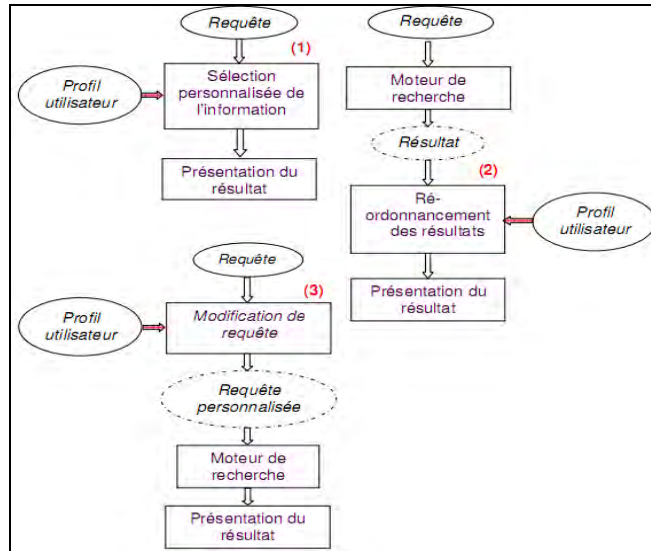 Requête
(1)
Profil
utilisateur
Sélection
personnalisée de
l'information
Présentation du
résultat
Requête
Moteur de
recherche
Résultat
(2)
Ré-
ordonnancement
des résultats
Profil
utilisateur
Présentation du
résultat
Requête
(3)
Profil
utilisateur
Modification de
requête
Requête
personnalisée
Moteur de
recherche
Présentation du
résultat